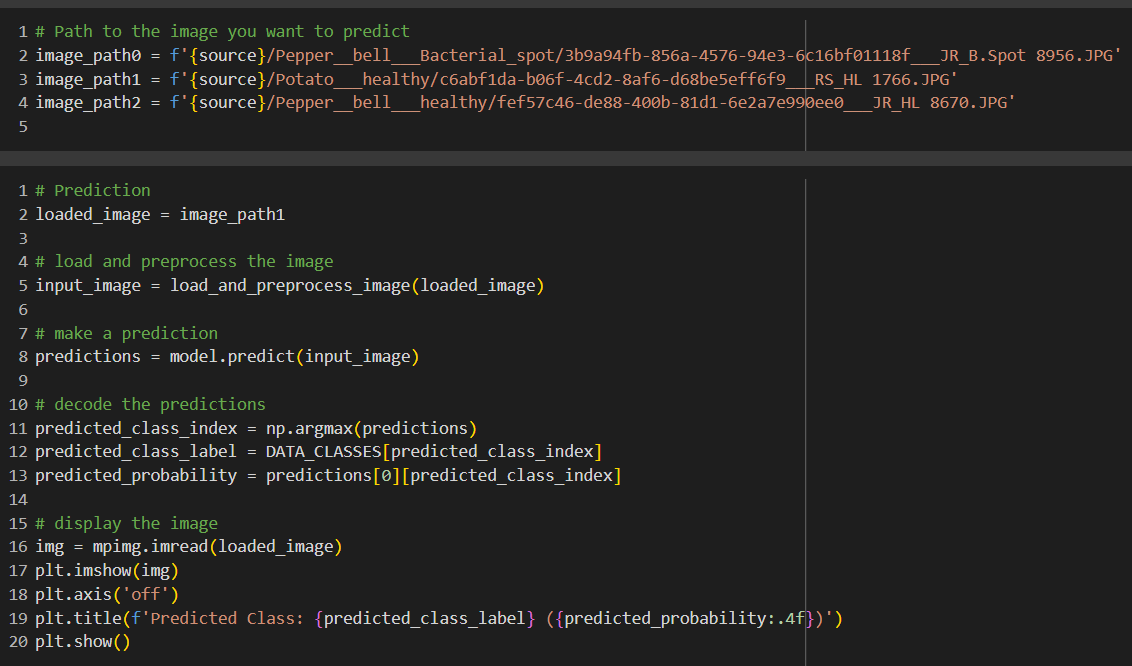 1 # Path to the image you want to predict
2 image_path0 = f'{source}/Pepper__bell___Bacterial_spot/3b9a94fb-856a-4576-94e3-6c16bf01118f___JR_B.Spot 8956.JPG'
3 image_path1 = f'{source}/Potato___healthy/c6abf1da-b06f-4cd2-8af6-d68be5eff6f9___RS_HL 1766.JPG'
4 image_path2 = f'{source}/Pepper__bell___healthy/fef57c46-de88-400b-81d1-6e2a7e990ee0___JR_HL 8670.JPG'
5
1 # Prediction
2 loaded_image = image_path1
3
4 # load and preprocess the image
5 input_image = load_and_preprocess_image(loaded_image)
6
7 # make a prediction
8 predictions = model.predict(input_image)
9
10 # decode the predictions
11 predicted_class_index = np.argmax(predictions)
12 predicted_class_label = DATA_CLASSES[predicted_class_index]
13 predicted_probability = predictions[0][predicted_class_index]
14
15 # display the image
16 img = mpimg.imread(loaded_image)
17 plt.imshow(img)
18 plt.axis('off')
19 plt.title(f'Predicted Class: {predicted_class_label} ({predicted_probability:.4f})')
20 plt.show()